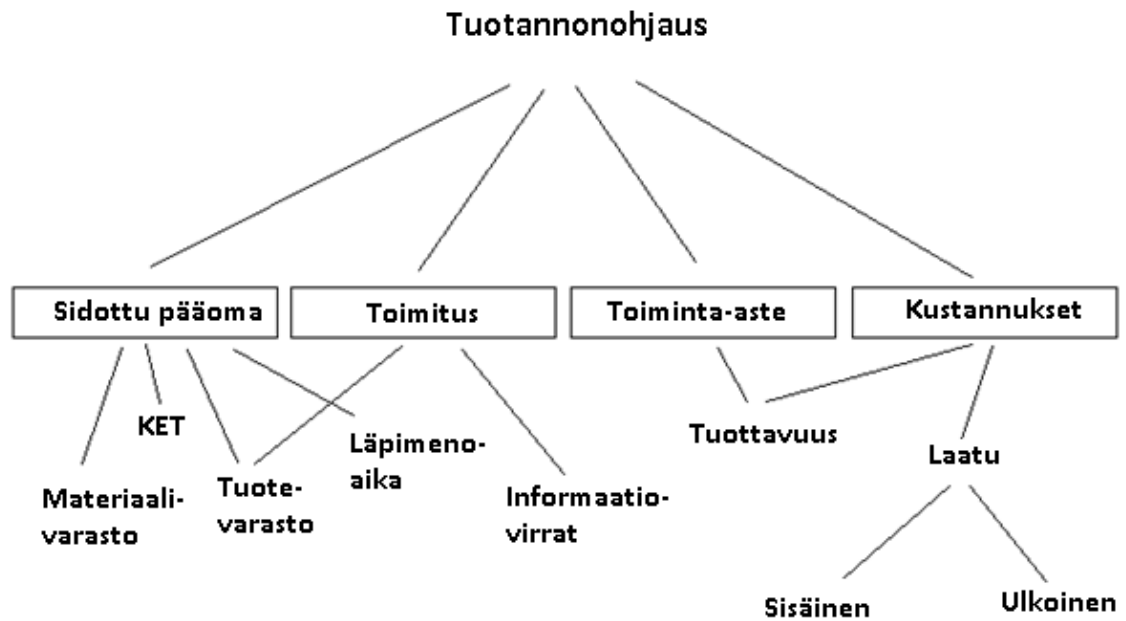 Tuotannonohjaus
Sidottu pääoma
Toimitus
Toiminta-aste
Kustannukset
KET
Läpimeno-
aika
Tuottavuus
Laatu
Materiaali-
varasto
Tuote-
varasto
Informaatio-
virrat
Sisäinen
Ulkoinen